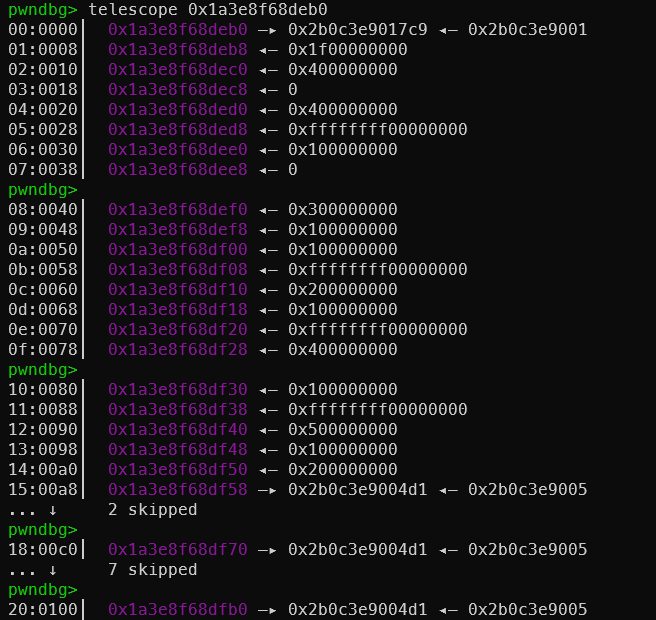 pwndbg> telescope 0x1a3e8f68deb0
00:0000│  0x1a3e8f68deb0 —▸ 0x2b0c3e9017c9 ◂— 0x2b0c3e9001
01:0008│  0x1a3e8f68deb8 ◂— 0x1f00000000
02:0010│  0x1a3e8f68dec0 ◂— 0x400000000
03:0018│  0x1a3e8f68dec8 ◂— 0
04:0020│  0x1a3e8f68ded0 ◂— 0x400000000
05:0028│  0x1a3e8f68ded8 ◂— 0xffffffff00000000
06:0030│  0x1a3e8f68dee0 ◂— 0x100000000
07:0038│  0x1a3e8f68dee8 ◂— 0
pwndbg>
08:0040│  0x1a3e8f68def0 ◂— 0x300000000
09:0048│  0x1a3e8f68def8 ◂— 0x100000000
0a:0050│  0x1a3e8f68df00 ◂— 0x100000000
0b:0058│  0x1a3e8f68df08 ◂— 0xffffffff00000000
0c:0060│  0x1a3e8f68df10 ◂— 0x200000000
0d:0068│  0x1a3e8f68df18 ◂— 0x100000000
0e:0070│  0x1a3e8f68df20 ◂— 0xffffffff00000000
0f:0078│  0x1a3e8f68df28 ◂— 0x400000000
pwndbg>
10:0080│  0x1a3e8f68df30 ◂— 0x100000000
11:0088│  0x1a3e8f68df38 ◂— 0xffffffff00000000
12:0090│  0x1a3e8f68df40 ◂— 0x500000000
13:0098│  0x1a3e8f68df48 ◂— 0x100000000
14:00a0│  0x1a3e8f68df50 ◂— 0x200000000
15:00a8│  0x1a3e8f68df58 —▸ 0x2b0c3e9004d1 ◂— 0x2b0c3e9005
... ↓     2 skipped
pwndbg>
18:00c0│  0x1a3e8f68df70 —▸ 0x2b0c3e9004d1 ◂— 0x2b0c3e9005
... ↓     7 skipped
pwndbg>
20:0100│  0x1a3e8f68dfb0 —▸ 0x2b0c3e9004d1 ◂— 0x2b0c3e9005